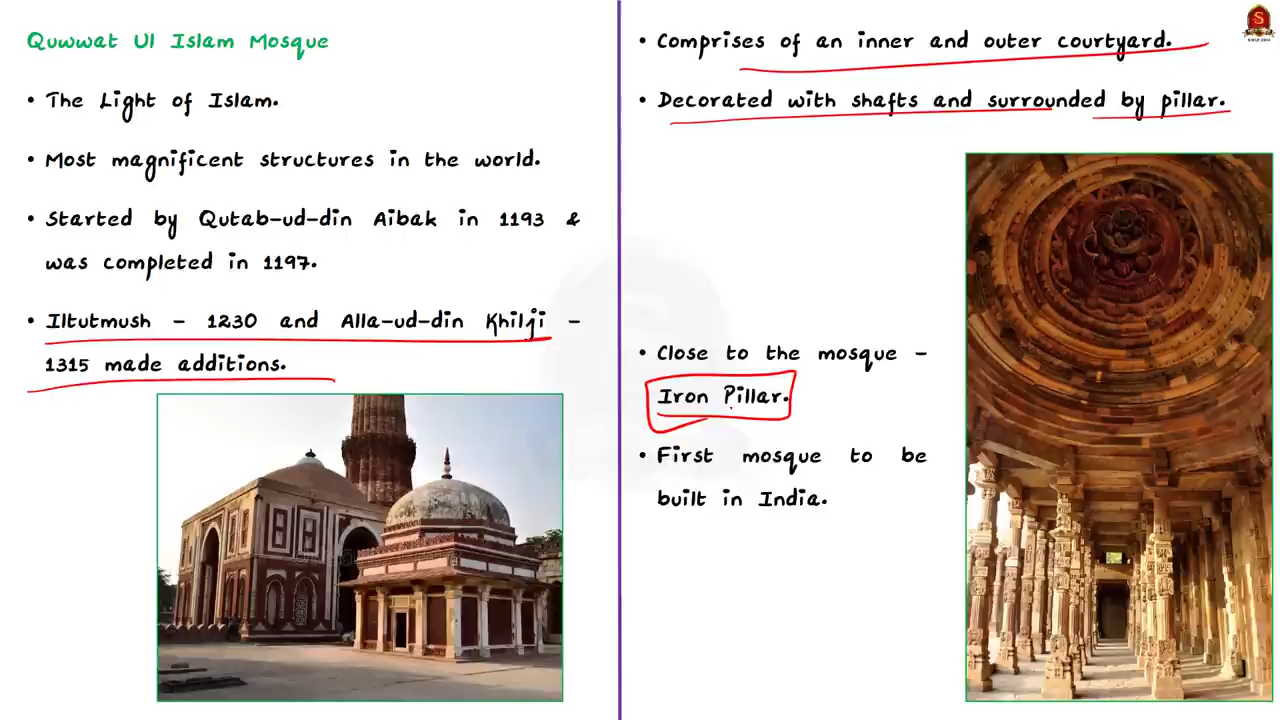 Quwwat Ul Islam Mosque
• The Light of Islam.
• Most magnificent structures in the world.
• Started by Qutab-ud-din Aibak in 1193 &
was completed in 1197.
• Iltutmush - 1230 and Alla-ud-din Khilji -
1315 made additions.
• Comprises of an inner and outer courtyard.
• Decorated with shafts and surrounded by pillar.
• Close to the mosque -
Iron Pillar.
• First mosque to be
built in India.
S
SINCE 2004